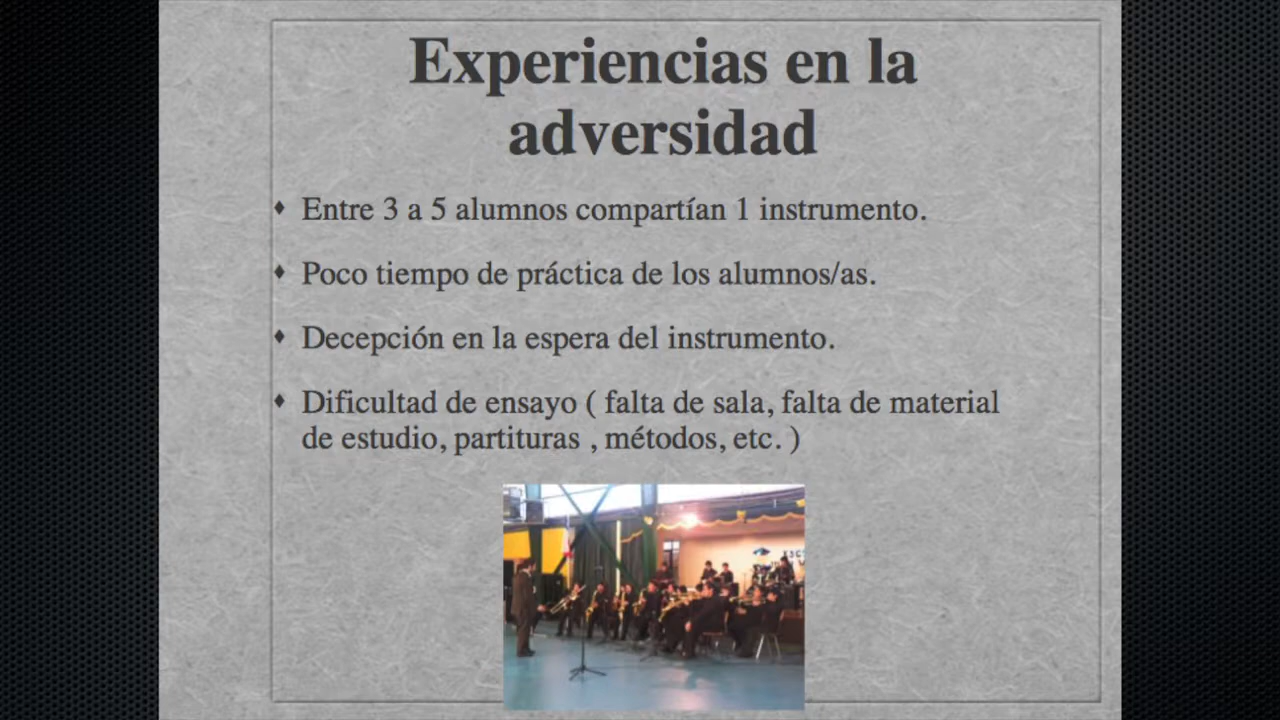 Experiencias en la
adversidad
Entre 3 a 5 alumnos compartían 1 instrumento.
Poco tiempo de práctica de los alumnos/as.
Decepción en la espera del instrumento.
Dificultad de ensayo ( falta de sala, falta de material
de estudio, partituras , métodos, etc. )